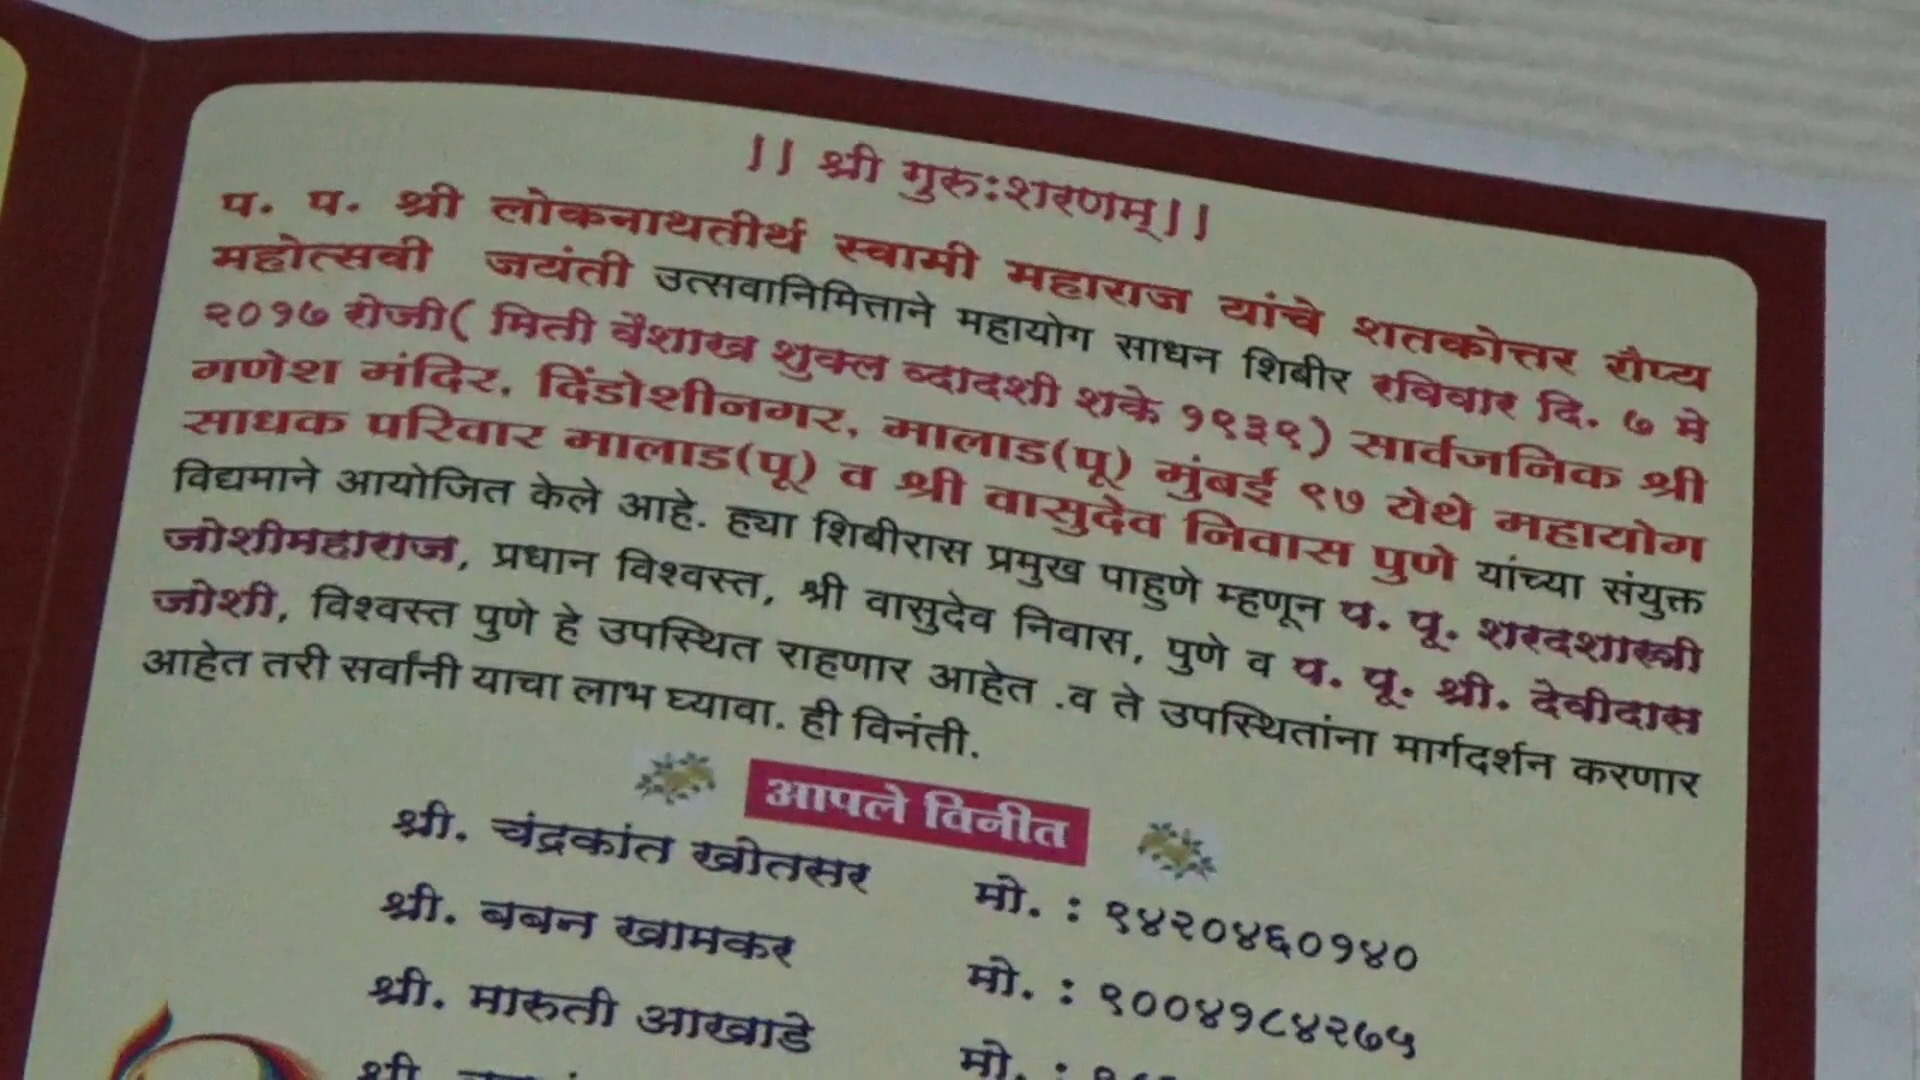 || श्री गुरु:शरणम्||
प. प. श्री लोकनाथतीर्थ स्वामी महाराज यांचे शतकोत्तर रौप्य
महोत्सवी जयंती उत्सवानिमित्ताने महायोग साधन शिबीर रविवार दि. ७ मे
२०१७ रोजी( मिती वैशाख शुक्ल व्दादशी शके १९३९) सार्वजनिक श्री
गणेश मंदिर, दिंडोशीनगर, मालाड(पू) मुंबई ९७ येथे महायोग
साधक परिवार मालाड(पू) व श्री वासुदेव निवास पुणे यांच्या संयुक्त
विद्यमाने आयोजित केले आहे. ह्या शिबीरास प्रमुख पाहुणे म्हणून प. पू. शरदशास्त्री
जोशीमहाराज, प्रधान विश्वस्त, श्री वासुदेव निवास, पुणे व प. पू. श्री. देवीदास
जोशी, विश्वस्त पुणे हे उपस्थित राहणार आहेत .व ते उपस्थितांना मार्गदर्शन करणार
आहेत तरी सर्वांनी याचा लाभ घ्यावा. ही विनंती.
आपले विनीत
श्री. चंद्रकांत खोतसर मो. : ९४२०४६०१४०
श्री. बबन खामकर मो. : ९००४१८४२७५
श्री. मारुती आखाडे मो. :
श्री.